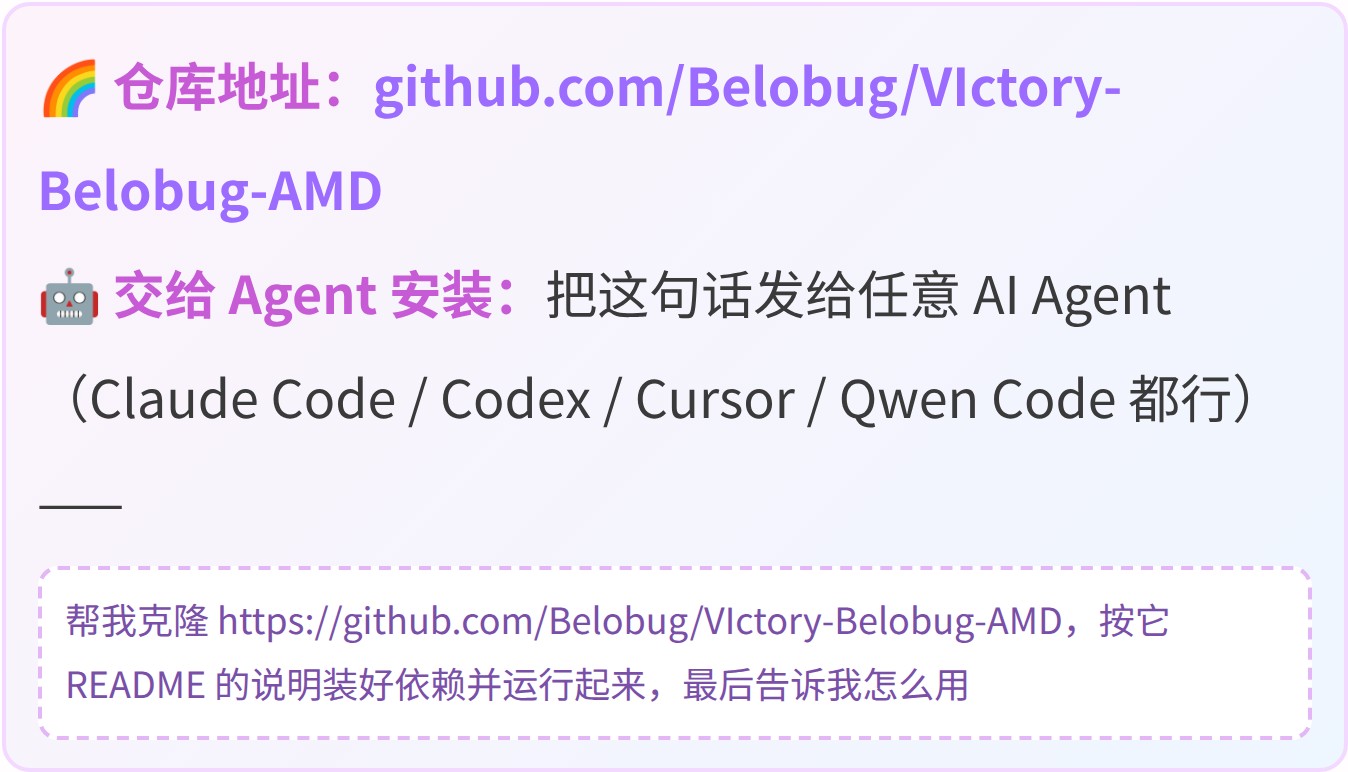 🌈 仓库地址：github.com/Belobug/VIctory-
Belobug-AMD
🤖 交给 Agent 安装：把这句话发给任意 AI Agent
（Claude Code / Codex / Cursor / Qwen Code 都行）
——
帮我克隆 https://github.com/Belobug/VIctory-Belobug-AMD，按它
README 的说明装好依赖并运行起来，最后告诉我怎么用